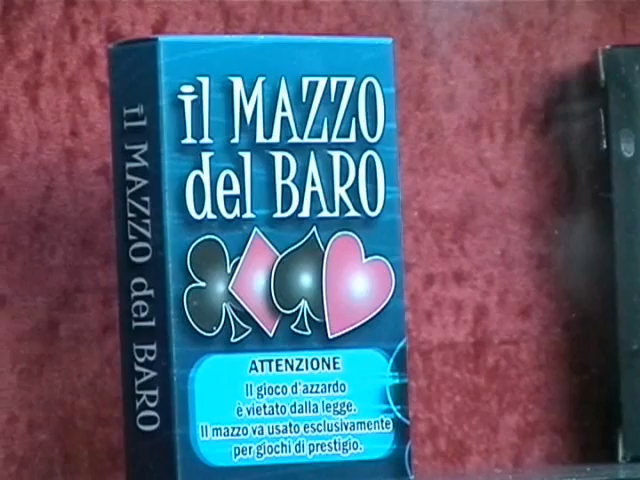 il MAZZO
del BARO
il MAZZO del BARO
ATTENZIONE
Il gioco d'azzardo
è vietato dalla legge.
Il mazzo va usato esclusivamente
per giochi di prestigio.